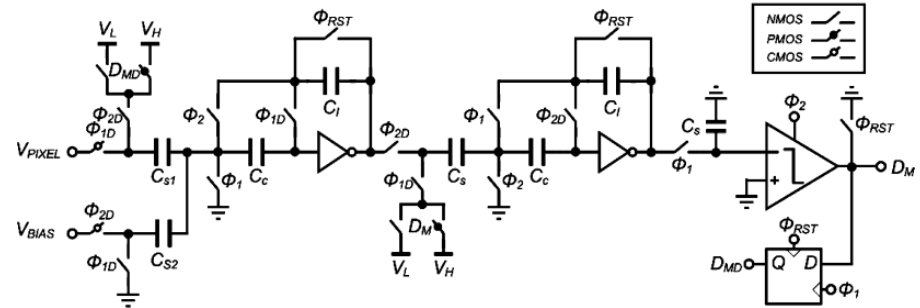 V_L V_H
Φ_RST
Φ_RST
NMOS
PMOS
CMOS
D_MD
C_I
C_I
C_s
Φ_2
Φ_RST
Φ_2D
Φ_1D
Φ_2
Φ_1D
Φ_2D
Φ_1
Φ_2D
V_PIXEL
C_s1
Φ_1
C_c
Φ_1D
C_s
Φ_2
C_c
Φ_1
+
D_M
V_BIAS
Φ_2D
Φ_1D
C_S2
D_M
V_L V_H
Φ_RST
D_MD
Q D
Φ_1